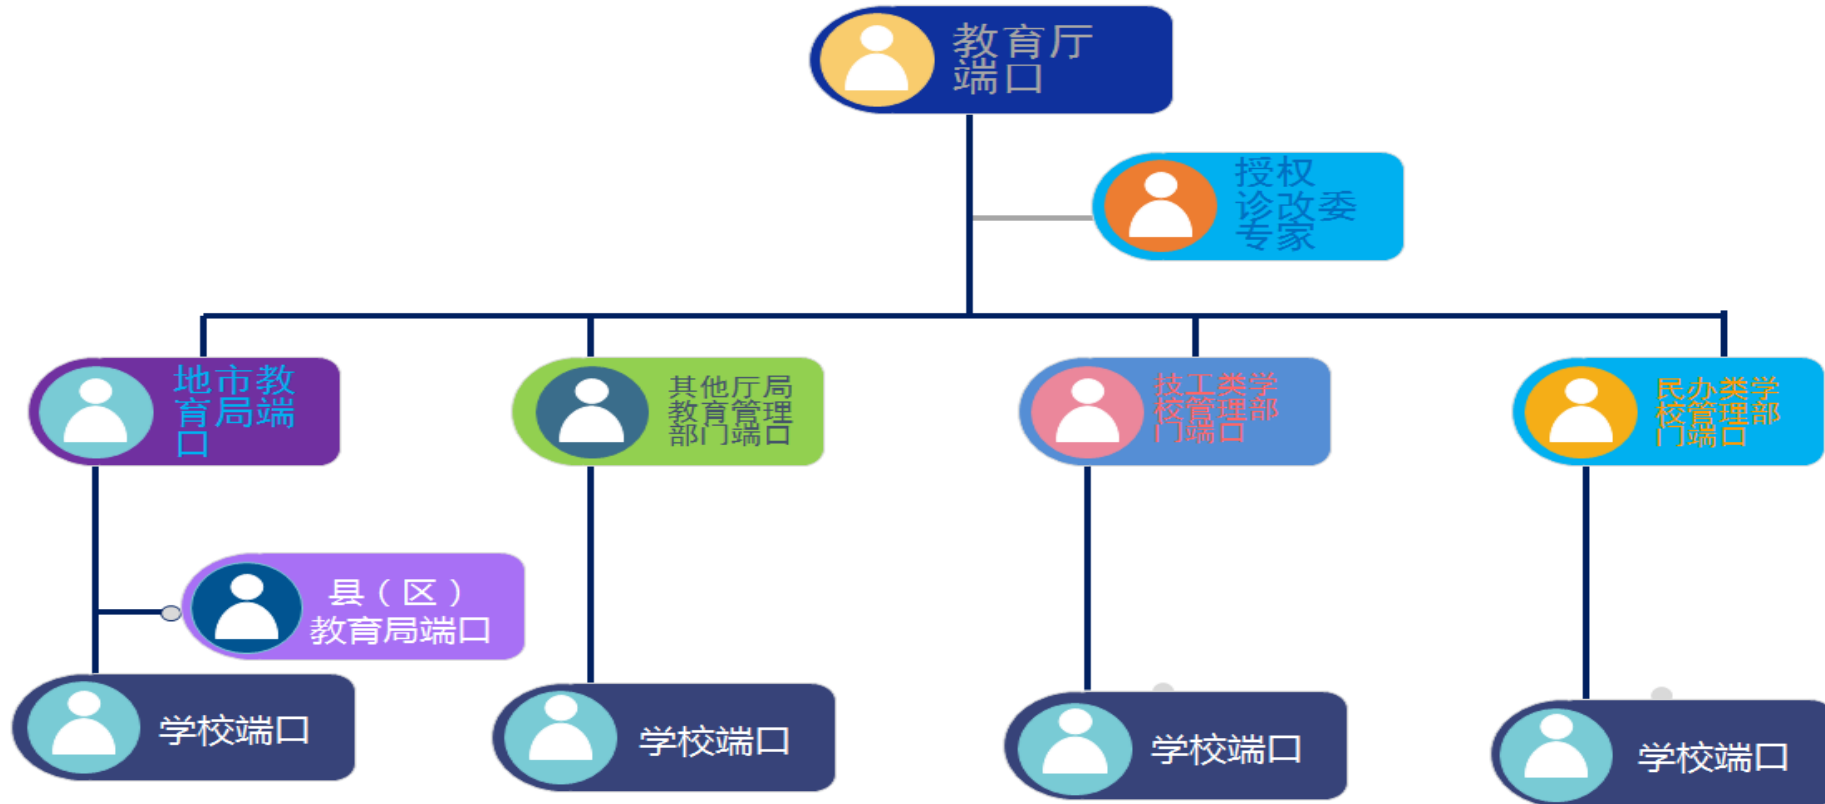 教育厅
端口
授权
诊改委
专家
地市教
育局端
口
其他厅局
教育管理
部门端口
技工类学
校管理部
门端口
民办类学
校管理部
门端口
县（区）
教育局端口
学校端口
学校端口
学校端口
学校端口